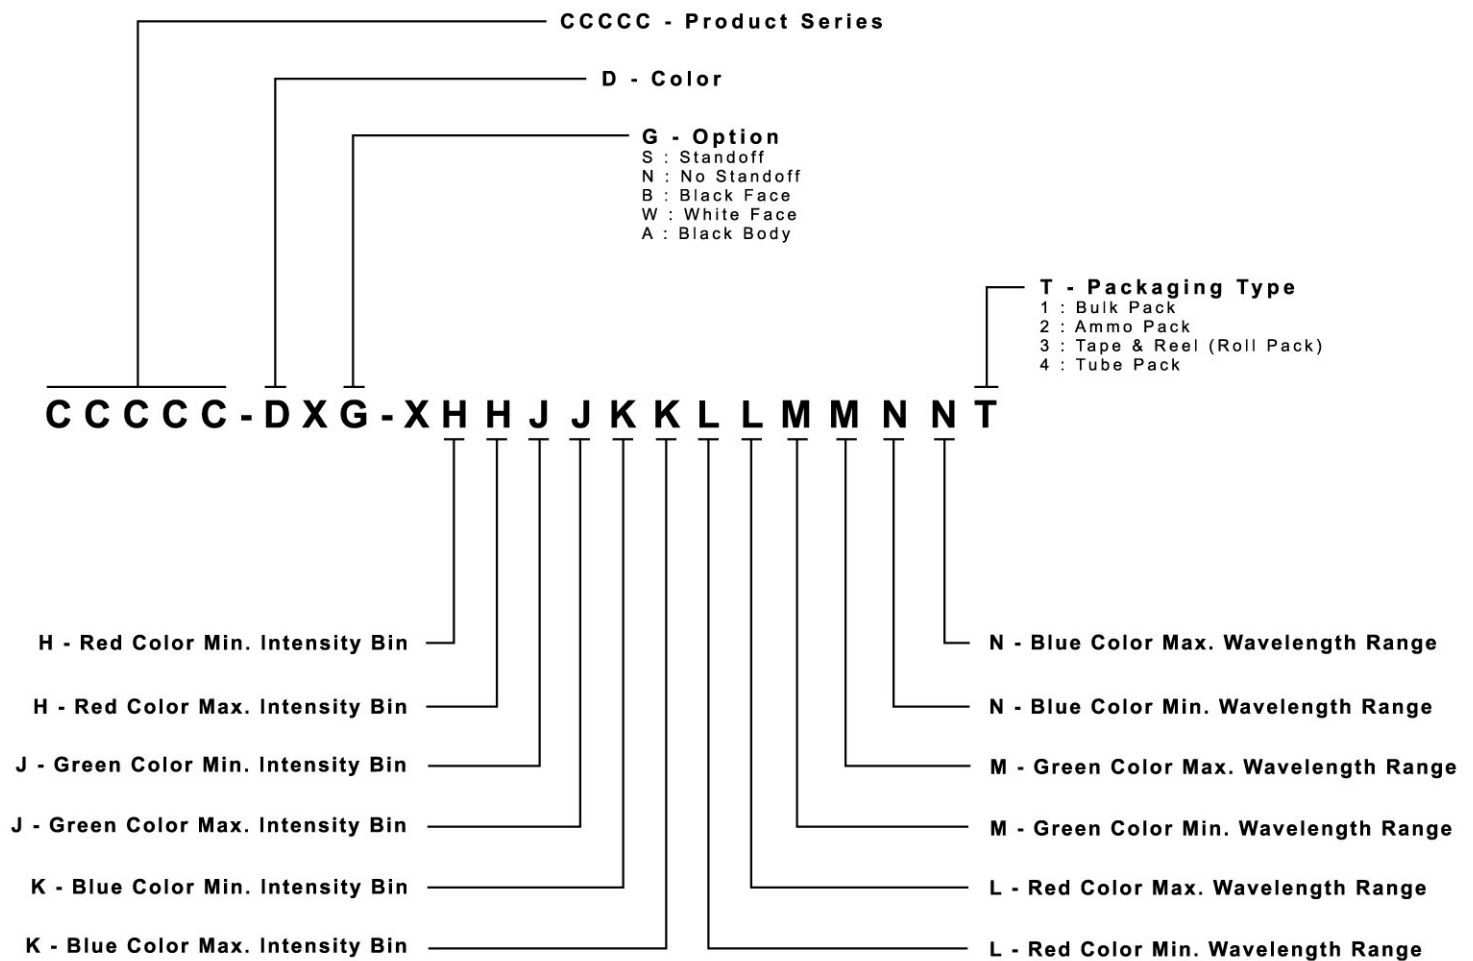 CCCCC - Product Series
D - Color
G - Option
S : Standoff
N : No Standoff
B : Black Face
W : White Face
A : Black Body
T - Packaging Type
1 : Bulk Pack
2 : Ammo Pack
3 : Tape & Reel (Roll Pack)
4 : Tube Pack
CCCCC-DXG-XHHJJKKLLMMNNT
H - Red Color Min. Intensity Bin
H - Red Color Max. Intensity Bin
J - Green Color Min. Intensity Bin
J - Green Color Max. Intensity Bin
K - Blue Color Min. Intensity Bin
K - Blue Color Max. Intensity Bin
N - Blue Color Max. Wavelength Range
N - Blue Color Min. Wavelength Range
M - Green Color Max. Wavelength Range
M - Green Color Min. Wavelength Range
L - Red Color Max. Wavelength Range
L - Red Color Min. Wavelength Range